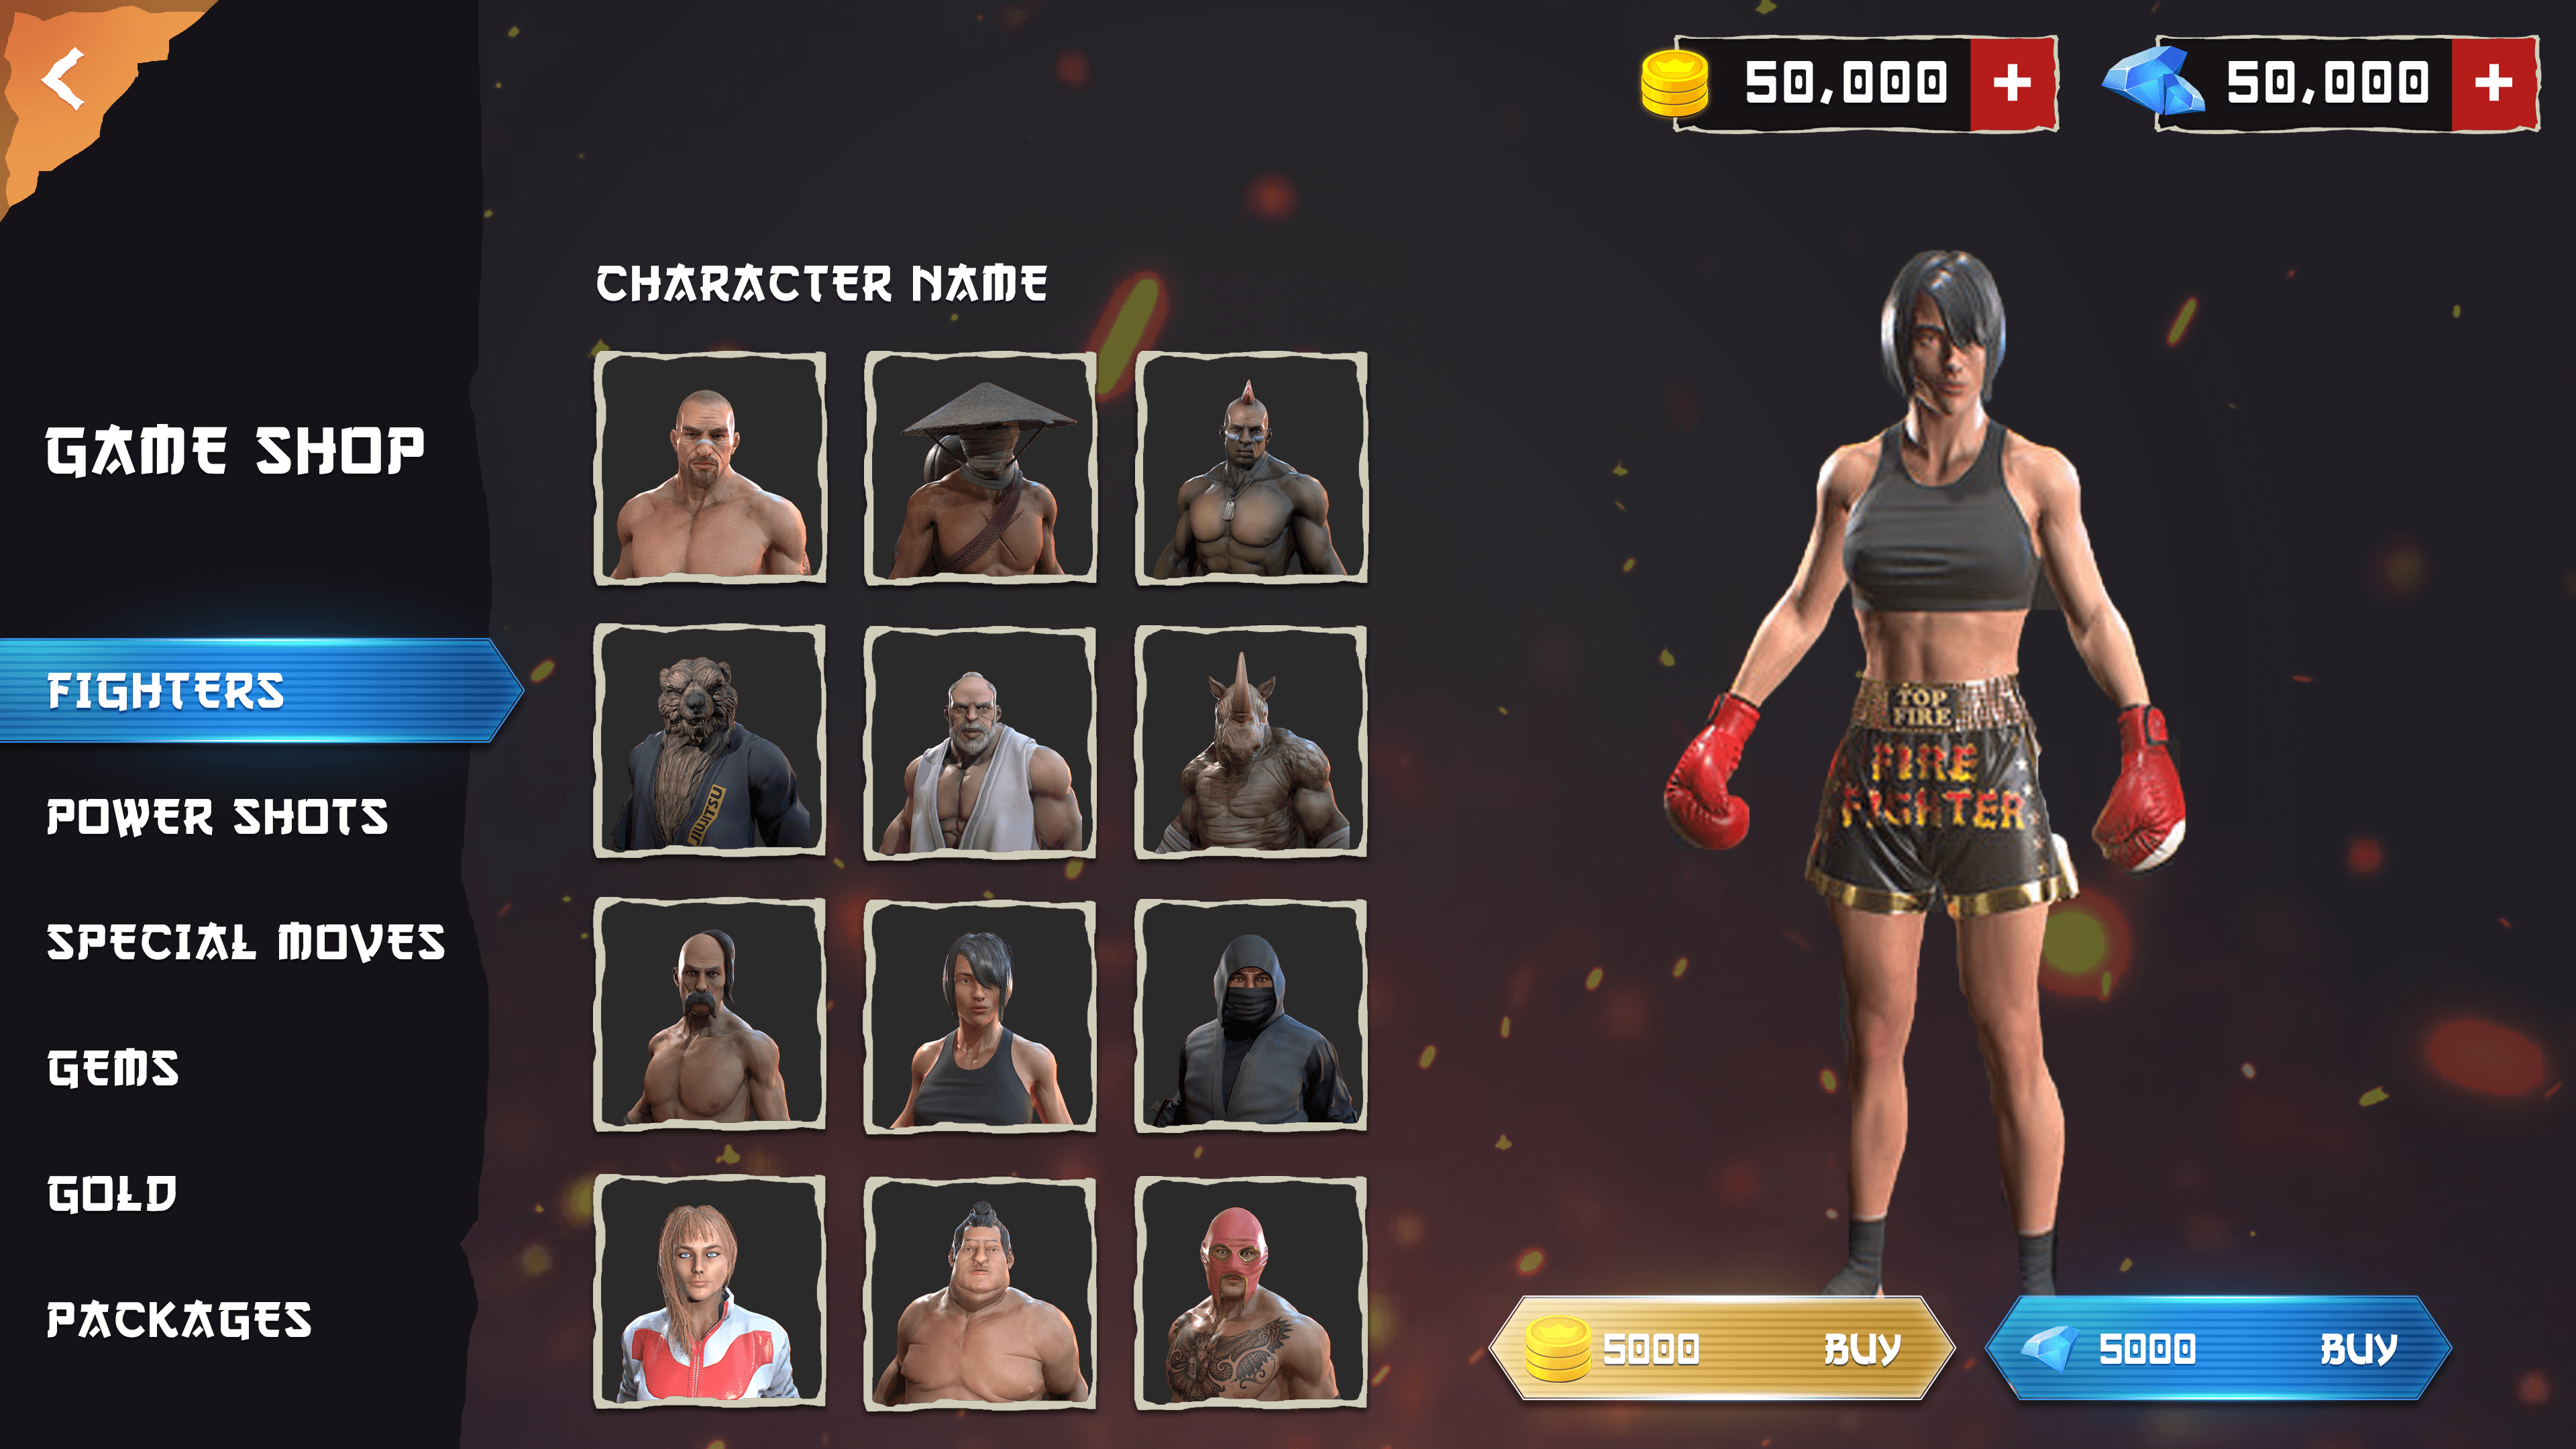 50,000
50,000
CHARACTER NAME
GAME SHOP
FIGHTERS
POWER SHOTS
SPECIAL MOVES
GEMS
GOLD
PACKAGES
JIUJITSU
TOP
FIRE
FIRE
FIGHTER
5000 BUY
5000 BUY